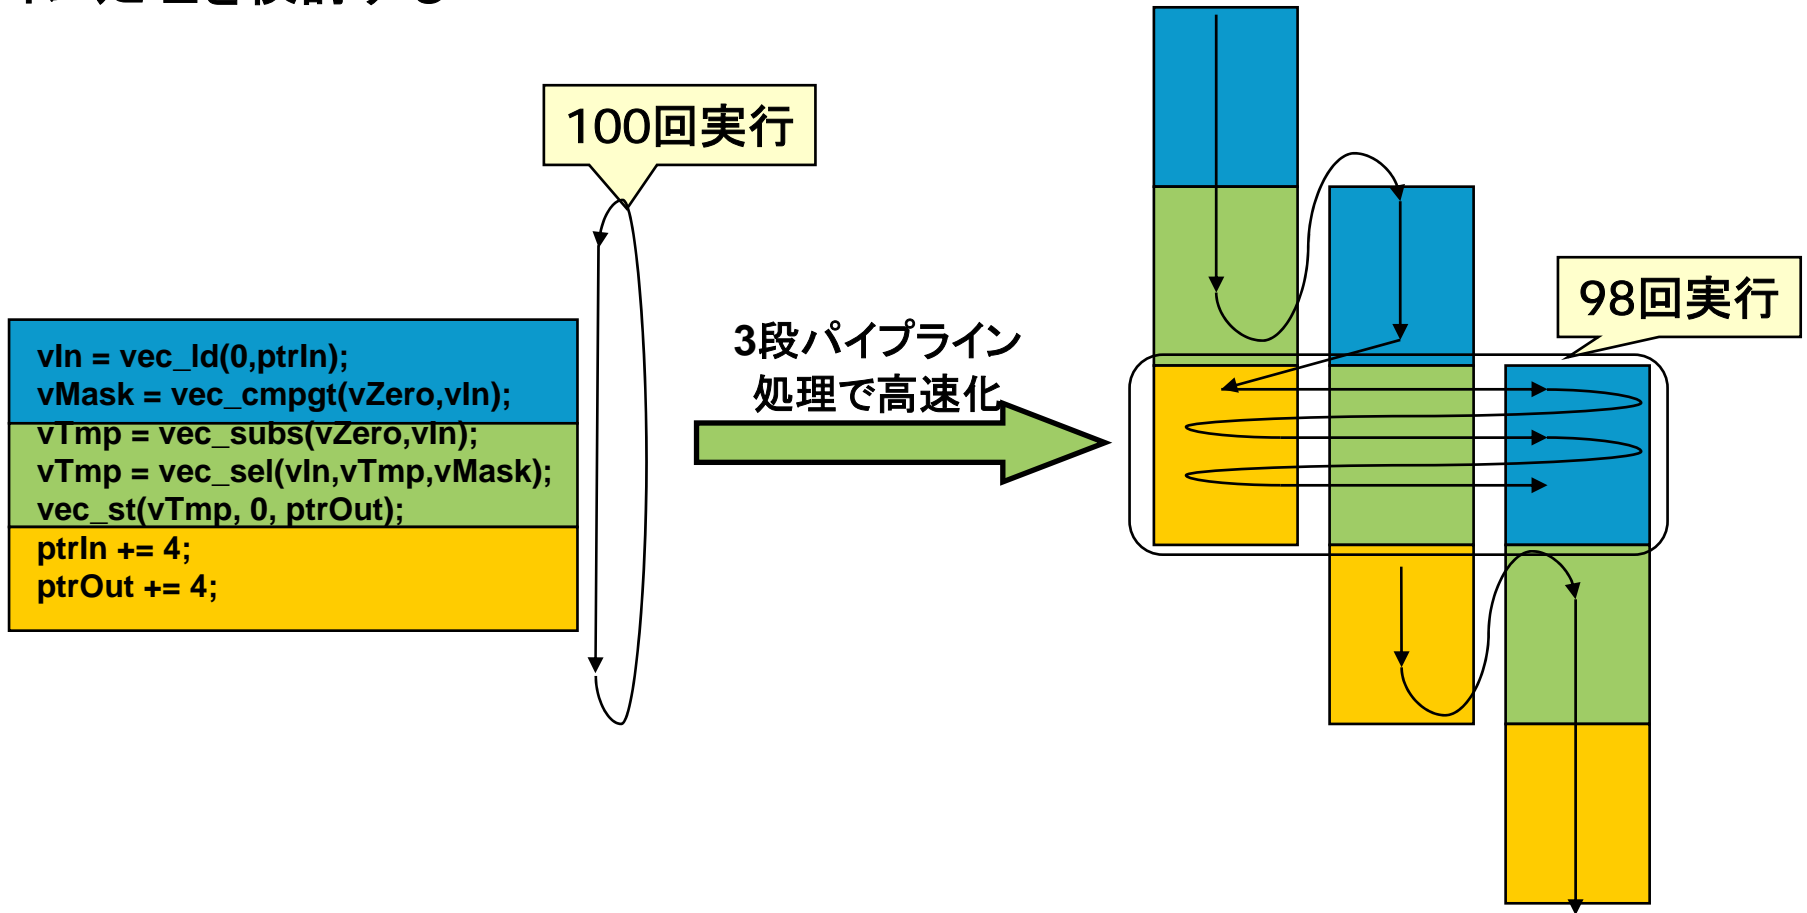 100回実行
98回実行
vIn = vec_ld(0,ptrIn);
vMask = vec_cmpgt(vZero,vIn);
vTmp = vec_subs(vZero,vIn);
vTmp = vec_sel(vIn,vTmp,vMask);
vec_st(vTmp, 0, ptrOut);
ptrIn += 4;
ptrOut += 4;
3段パイプライン
処理で高速化